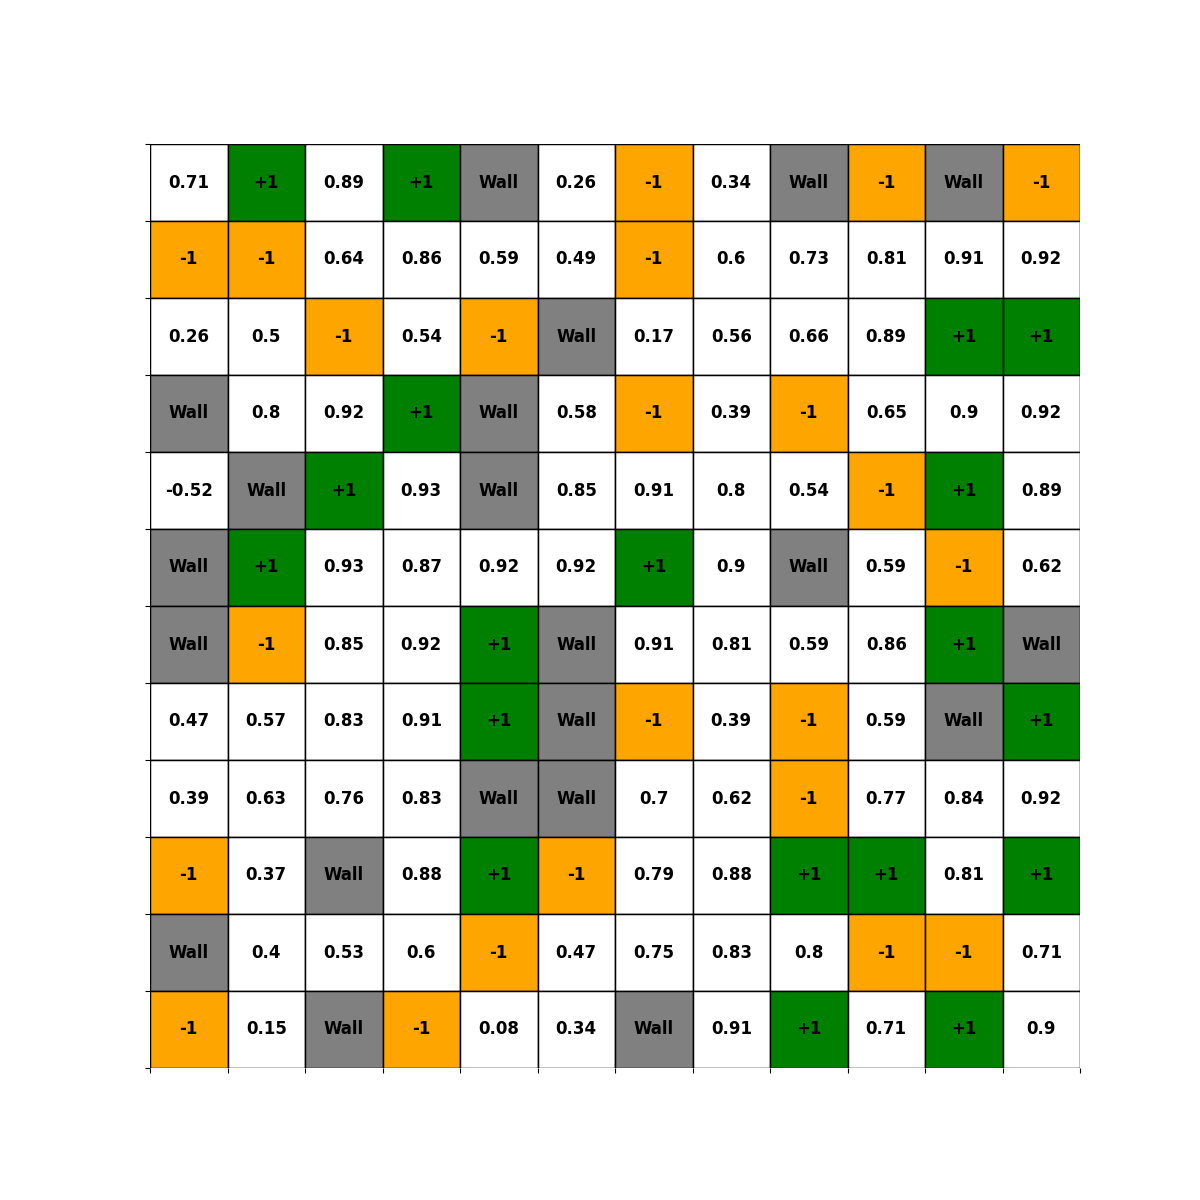 0.71 +1 0.89 +1 Wall 0.26 -1 0.34 Wall -1 Wall -1
-1 -1 0.64 0.86 0.59 0.49 -1 0.6 0.73 0.81 0.91 0.92
0.26 0.5 -1 0.54 -1 Wall 0.17 0.56 0.66 0.89 +1 +1
Wall 0.8 0.92 +1 Wall 0.58 -1 0.39 -1 0.65 0.9 0.92
-0.52 Wall +1 0.93 Wall 0.85 0.91 0.8 0.54 -1 +1 0.89
Wall +1 0.93 0.87 0.92 0.92 +1 0.9 Wall 0.59 -1 0.62
Wall -1 0.85 0.92 +1 Wall 0.91 0.81 0.59 0.86 +1 Wall
0.47 0.57 0.83 0.91 +1 Wall -1 0.39 -1 0.59 Wall +1
0.39 0.63 0.76 0.83 Wall Wall 0.7 0.62 -1 0.77 0.84 0.92
-1 0.37 Wall 0.88 +1 -1 0.79 0.88 +1 +1 0.81 +1
Wall 0.4 0.53 0.6 -1 0.47 0.75 0.83 0.8 -1 -1 0.71
-1 0.15 Wall -1 0.08 0.34 Wall 0.91 +1 0.71 +1 0.9